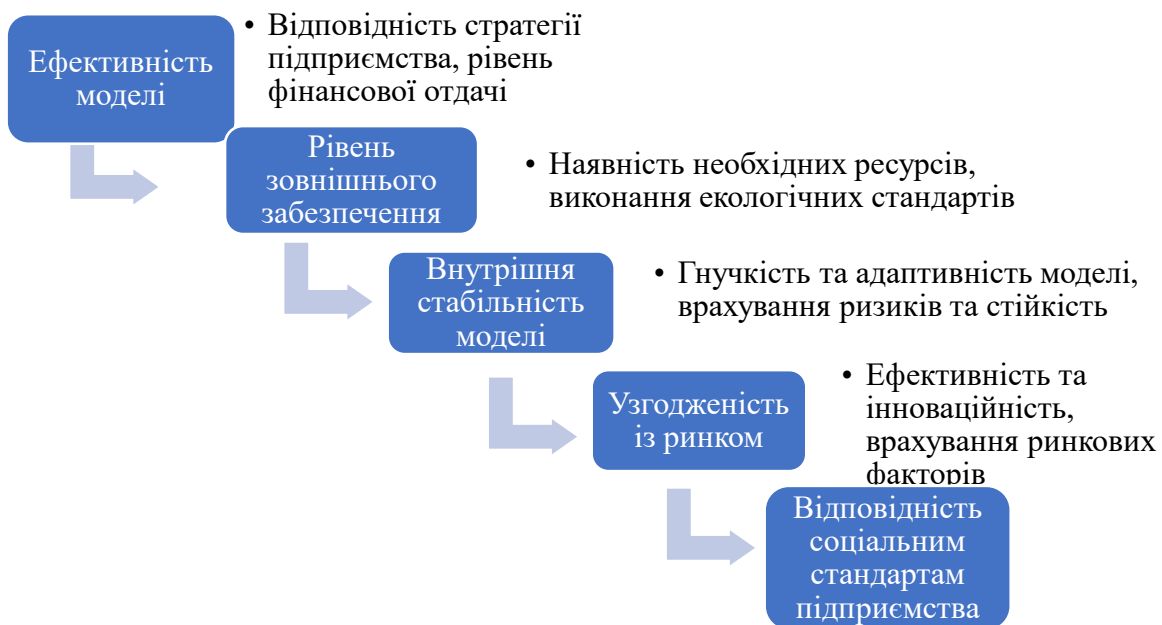 Ефективність
моделі
• Відповідність стратегії
підприємства, рівень
фінансової отдачі
Рівень
зовнішнього
забезпечення
• Наявність необхідних ресурсів,
виконання екологічних стандартів
Внутрішня
стабільність
моделі
• Гнучкість та адаптивність моделі,
врахування ризиків та стійкість
Узгодженість
із ринком
• Ефективність та
інноваційність,
врахування ринкових
факторів
Відповідність
соціальним
стандартам
підприємства